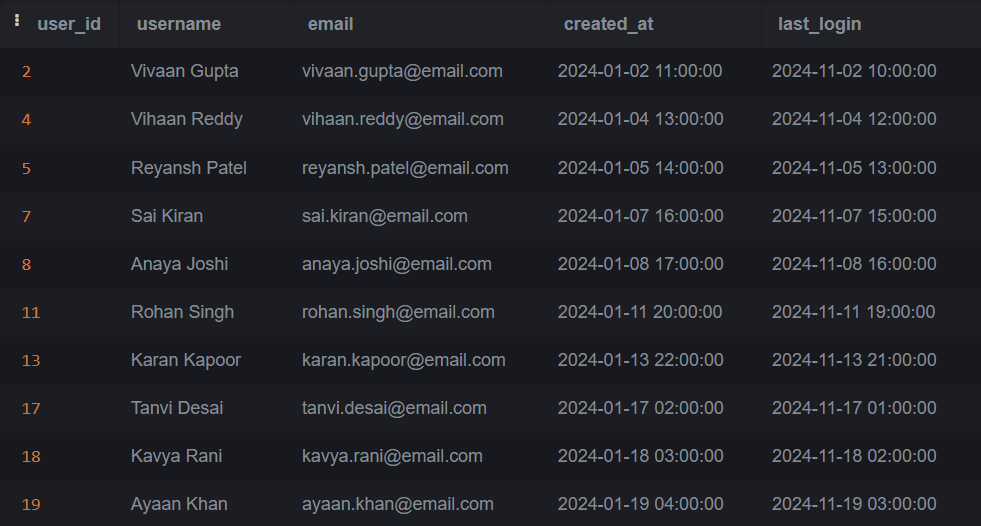 user_id username email created_at last_login
2 Vivaan Gupta vivaan.gupta@email.com 2024-01-02 11:00:00 2024-11-02 10:00:00
4 Vihaan Reddy vihaan.reddy@email.com 2024-01-04 13:00:00 2024-11-04 12:00:00
5 Reyansh Patel reyansh.patel@email.com 2024-01-05 14:00:00 2024-11-05 13:00:00
7 Sai Kiran sai.kiran@email.com 2024-01-07 16:00:00 2024-11-07 15:00:00
8 Anaya Joshi anaya.joshi@email.com 2024-01-08 17:00:00 2024-11-08 16:00:00
11 Rohan Singh rohan.singh@email.com 2024-01-11 20:00:00 2024-11-11 19:00:00
13 Karan Kapoor karan.kapoor@email.com 2024-01-13 22:00:00 2024-11-13 21:00:00
17 Tanvi Desai tanvi.desai@email.com 2024-01-17 02:00:00 2024-11-17 01:00:00
18 Kavya Rani kavya.rani@email.com 2024-01-18 03:00:00 2024-11-18 02:00:00
19 Ayaan Khan ayaan.khan@email.com 2024-01-19 04:00:00 2024-11-19 03:00:00